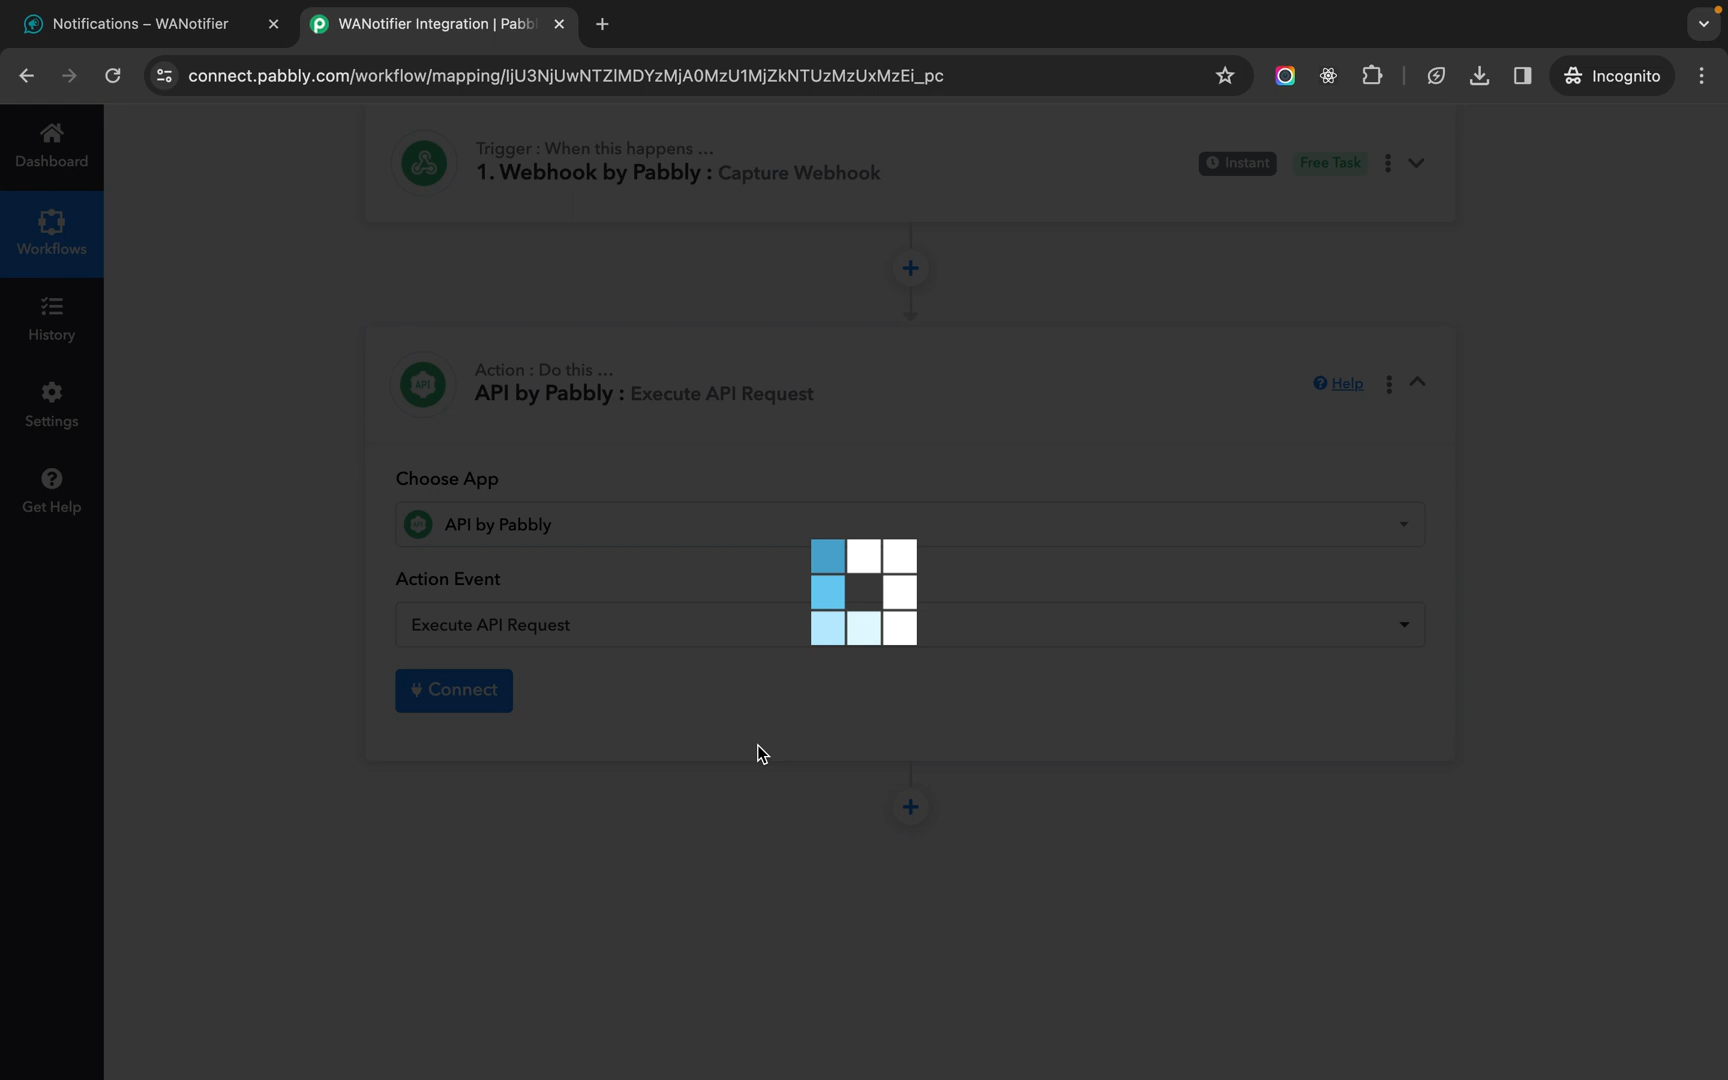 Notifications – WANotifier
WANotifier Integration | Pabbl
connect.pabbly.com/workflow/mapping/IjU3NjUwNTZlMDYzMjA0MzU1MjZkNTUzMzUxMzEi_pc
Incognito
Dashboard
Workflows
History
Settings
Get Help
Trigger : When this happens ...
1. Webhook by Pabbly : Capture Webhook
Instant
Free Task
Action : Do this ...
API by Pabbly : Execute API Request
Help
API
Choose App
API by Pabbly
Action Event
Execute API Request
Connect